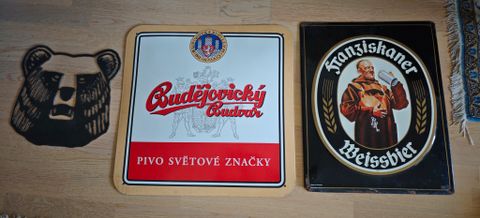 Budějovický
Budvar
PIVO SVĚTOVÉ ZNAČKY
Franziskaner
Weissbier